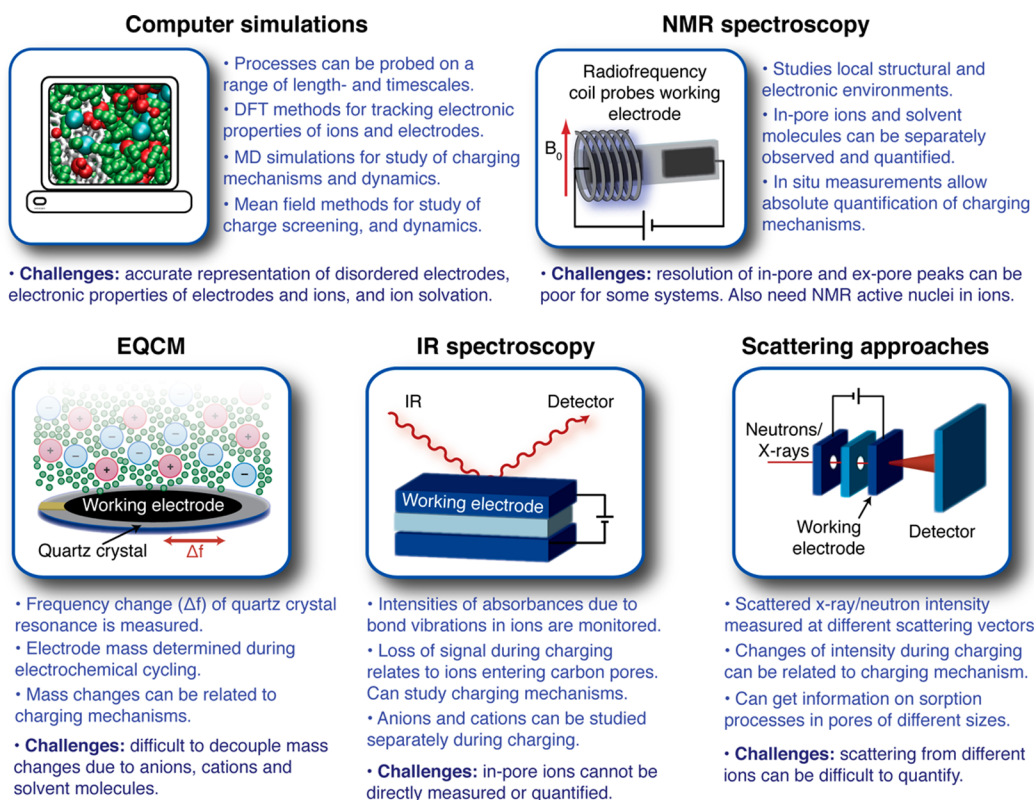 Computer simulations
• Processes can be probed on a
range of length- and timescales.
• DFT methods for tracking electronic
properties of ions and electrodes.
• MD simulations for study of charging
mechanisms and dynamics.
• Mean field methods for study of
charge screening, and dynamics.
• Challenges: accurate representation of disordered electrodes,
electronic properties of electrodes and ions, and ion solvation.
NMR spectroscopy
Radiofrequency
coil probes working
electrode
B₀
• Studies local structural and
electronic environments.
• In-pore ions and solvent
molecules can be separately
observed and quantified.
• In situ measurements allow
absolute quantification of charging
mechanisms.
• Challenges: resolution of in-pore and ex-pore peaks can be
poor for some systems. Also need NMR active nuclei in ions.
EQCM
Working electrode
Quartz crystal
Δf
• Frequency change (Δf) of quartz crystal
resonance is measured.
• Electrode mass determined during
electrochemical cycling.
• Mass changes can be related to
charging mechanisms.
• Challenges: difficult to decouple mass
changes due to anions, cations and
solvent molecules.
IR spectroscopy
IR
Detector
Working electrode
• Intensities of absorbances due to
bond vibrations in ions are monitored.
• Loss of signal during charging
relates to ions entering carbon pores.
Can study charging mechanisms.
• Anions and cations can be studied
separately during charging.
• Challenges: in-pore ions cannot be
directly measured or quantified.
Scattering approaches
Neutrons/
X-rays
Working
electrode
Detector
• Scattered x-ray/neutron intensity
measured at different scattering vectors
• Changes of intensity during charging
can be related to charging mechanism.
• Can get information on sorption
processes in pores of different sizes.
• Challenges: scattering from different
ions can be difficult to quantify.